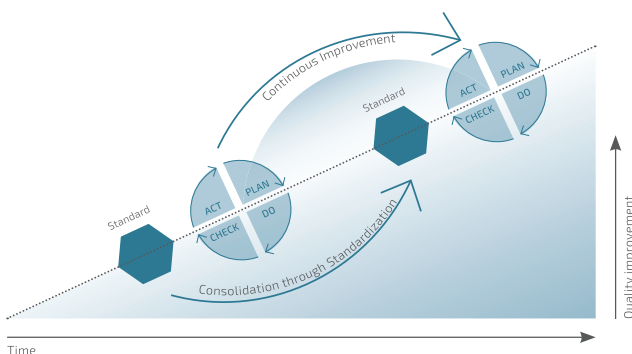 Continuous Improvement
PLAN
ACT
DO
CHECK
Standard
PLAN
ACT
DO
CHECK
Standard
Consolidation through Standardization
Quality improvement
Time